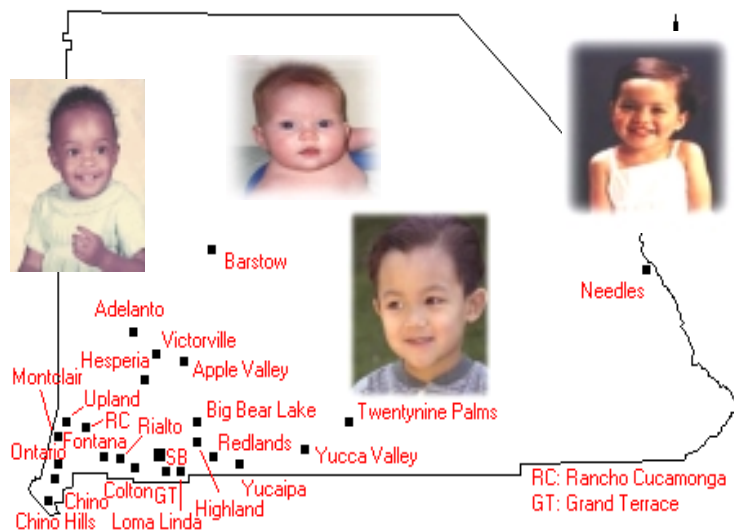 Barstow
Needles
Adelanto
Victorville
Hesperia
Apple Valley
Montclair
Upland
RC
Big Bear Lake
Twentynine Palms
Ontario
Fontana
Rialto
SB
Redlands
Yucca Valley
Chino
Colton
GT
Yucaipa
Highland
Chino Hills
Loma Linda
RC: Rancho Cucamonga
GT: Grand Terrace